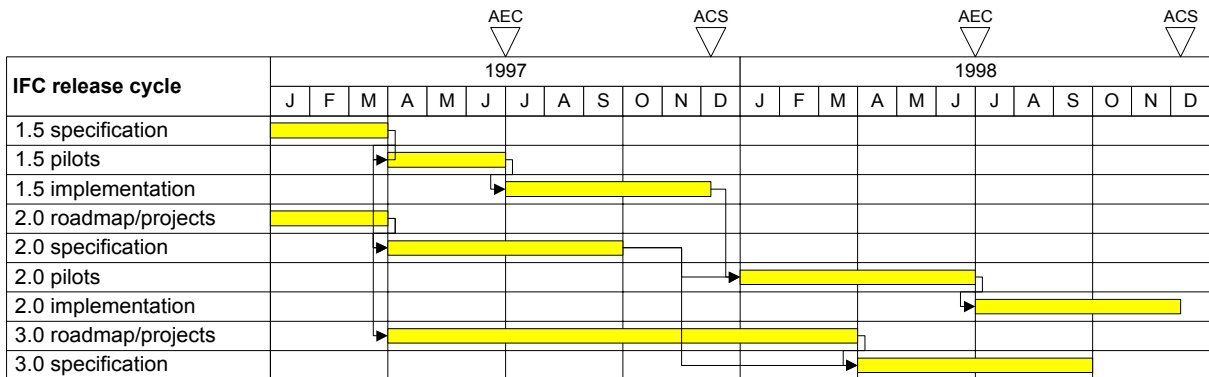 AEC ACS AEC ACS
IFC release cycle 1997 1998
J F M A M J J A S O N D J F M A M J J A S O N D
1.5 specification
1.5 pilots
1.5 implementation
2.0 roadmap/projects
2.0 specification
2.0 pilots
2.0 implementation
3.0 roadmap/projects
3.0 specification